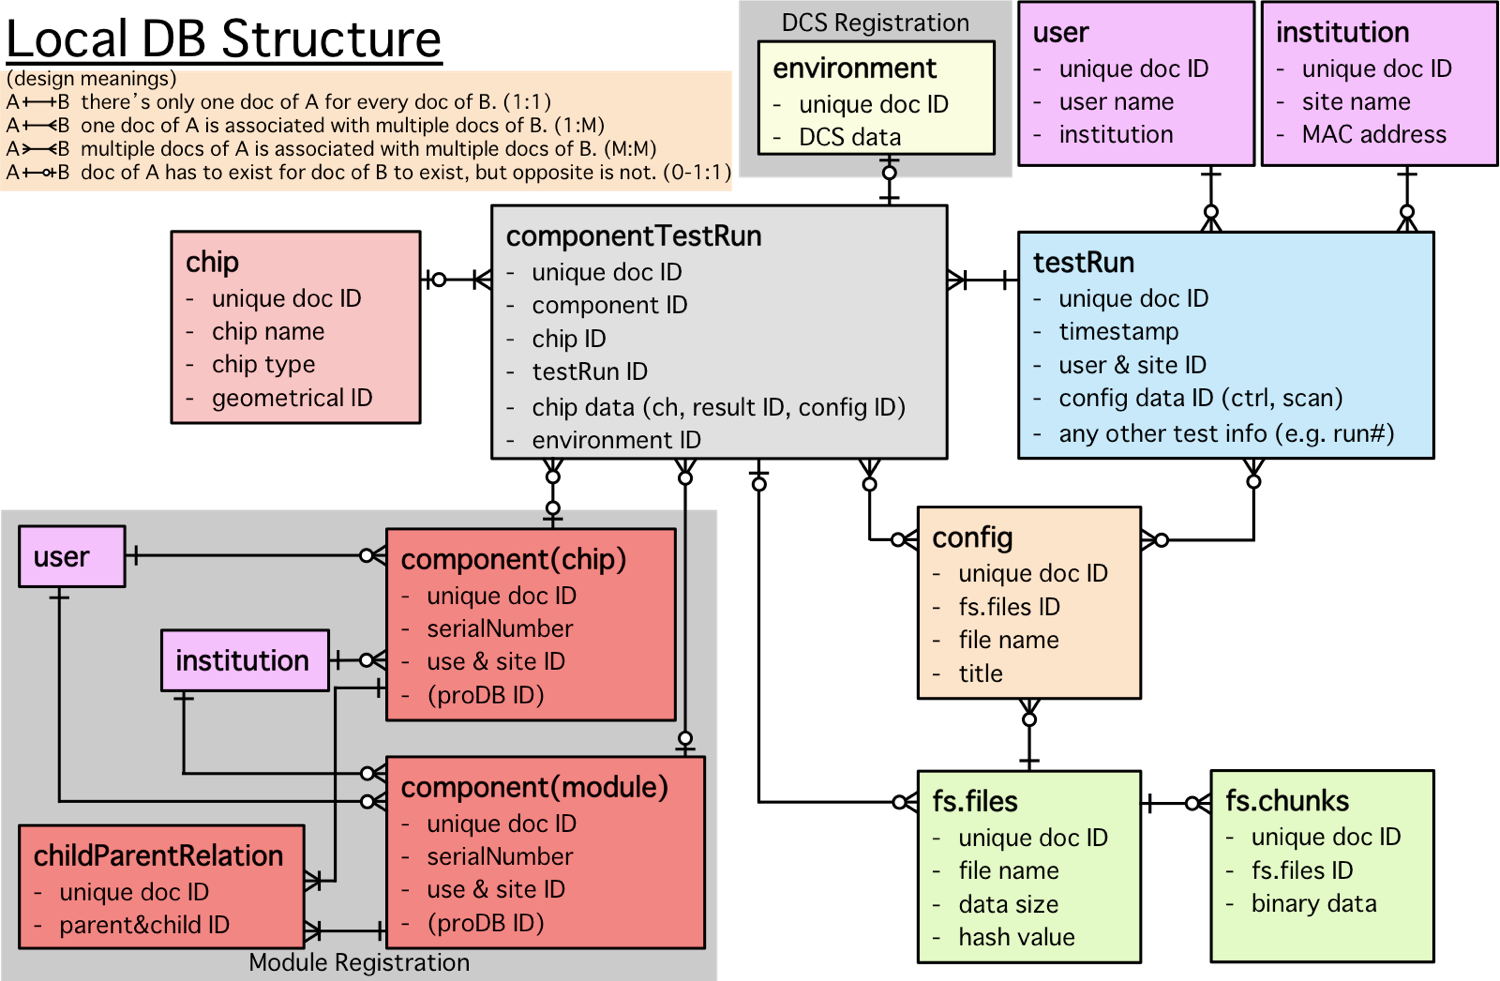 Local DB Structure
(design meanings)
A B there's only one doc of A for every doc of B. (1:1)
A B one doc of A is associated with multiple docs of B. (1:M)
A B multiple docs of A is associated with multiple docs of B. (M:M)
A B doc of A has to exist for doc of B to exist, but opposite is not. (0-1:1)
DCS Registration
environment
- unique doc ID
- DCS data
user
- unique doc ID
- user name
- institution
institution
- unique doc ID
- site name
- MAC address
chip
- unique doc ID
- chip name
- chip type
- geometrical ID
componentTestRun
- unique doc ID
- component ID
- chip ID
- testRun ID
- chip data (ch, result ID, config ID)
- environment ID
testRun
- unique doc ID
- timestamp
- user & site ID
- config data ID (ctrl, scan)
- any other test info (e.g. run#)
user
institution
component(chip)
- unique doc ID
- serialNumber
- use & site ID
- (proDB ID)
component(module)
- unique doc ID
- serialNumber
- use & site ID
- (proDB ID)
childParentRelation
- unique doc ID
- parent&child ID
Module Registration
config
- unique doc ID
- fs.files ID
- file name
- title
fs.files
- unique doc ID
- file name
- data size
- hash value
fs.chunks
- unique doc ID
- fs.files ID
- binary data